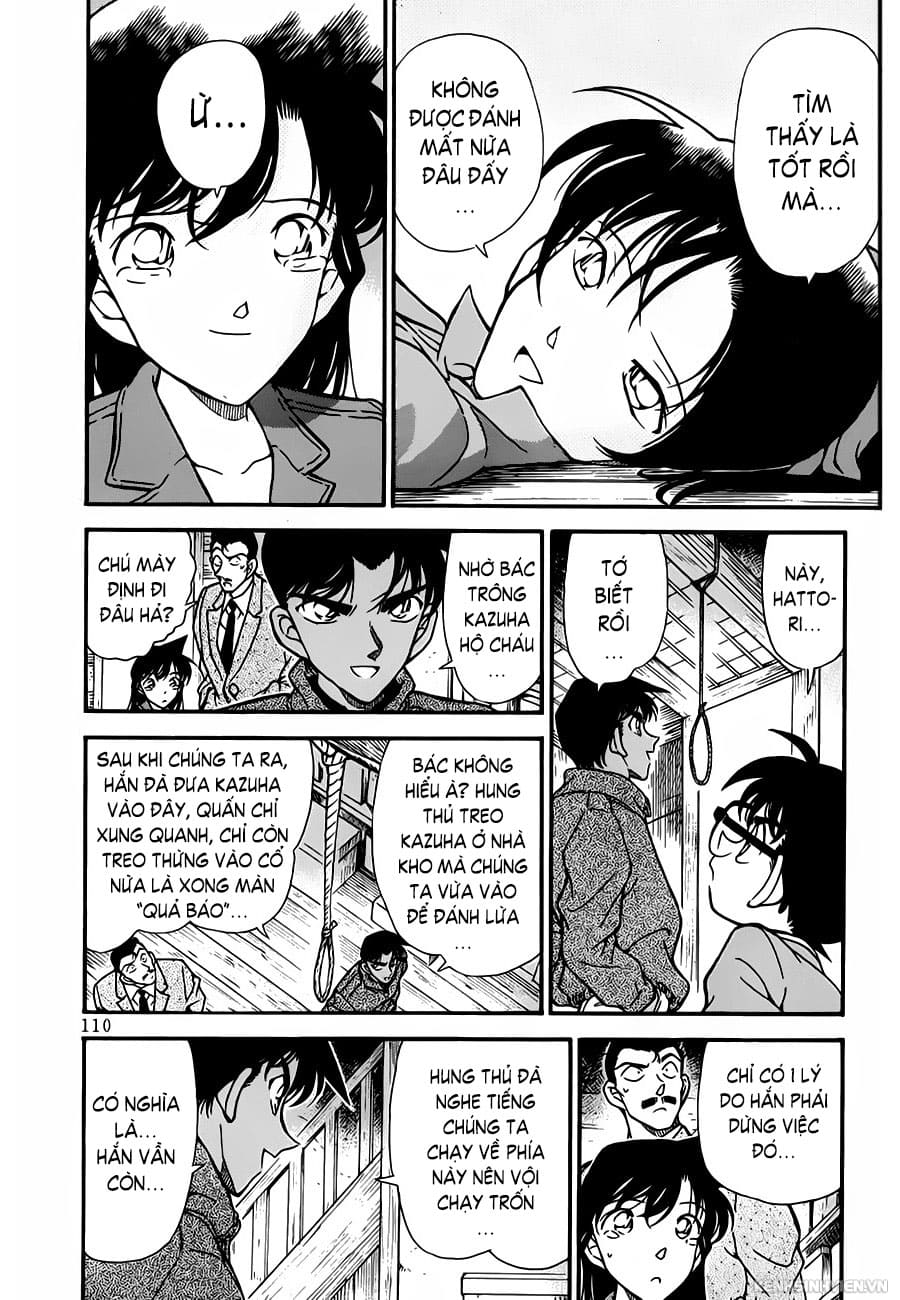 TÌM
THẤY LÀ
TỐT RỒI
MÀ...
KHÔNG
ĐƯỢC ĐÁNH
MẤT NỮA
ĐÂU ĐẤY
...
Ừ...
NÀY,
HATTO-
RI...
TỚ
BIẾT
RỒI
...
NHỜ BÁC
TRÔNG
KAZUHA
HỘ CHÁU
...
CHÚ MÀY
ĐỊNH ĐI
ĐÂU HẢ?
BÁC KHÔNG
HIỂU À? HUNG
THỦ TREO
KAZUHA Ở NHÀ
KHO MÀ CHÚNG
TA VỪA VÀO
ĐỂ ĐÁNH LỪA
...
SAU KHI CHÚNG TA RA,
HẮN ĐÃ ĐƯA KAZUHA
VÀO ĐÂY, QUẤN CHỈ
XUNG QUANH, CHỈ CÒN
TREO THỪNG VÀO CỔ
NỮA LÀ XONG MÀN
“QUẢ BÁO”...
110
CHỈ CÓ 1 LÝ
DO HẮN PHẢI
DỪNG VIỆC
ĐÓ...
HUNG THỦ ĐÃ
NGHE TIẾNG
CHÚNG TA
CHẠY VỀ PHÍA
NÀY NÊN VỘI
CHẠY TRỐN
...
CÓ NGHĨA
LÀ...
HẮN VẪN
CÒN...
KENHSINHVIEN.VN